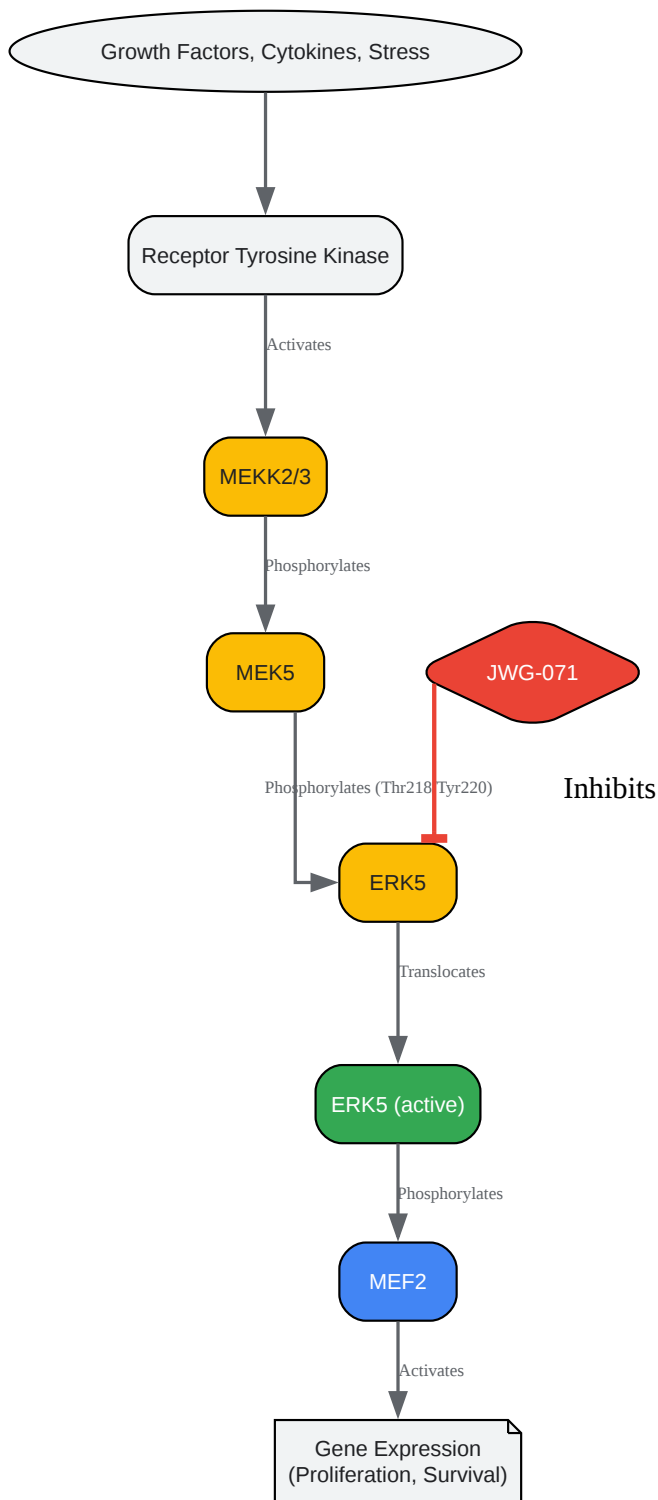 Growth Factors, Cytokines, Stress
Receptor Tyrosine Kinase
Activates
MEKK2/3
Phosphorylates
MEK5
JWG-071
Phosphorylates (Thr218/Tyr220)
Inhibits
ERK5
Translocates
ERK5 (active)
Phosphorylates
MEF2
Activates
Gene Expression
(Proliferation, Survival)